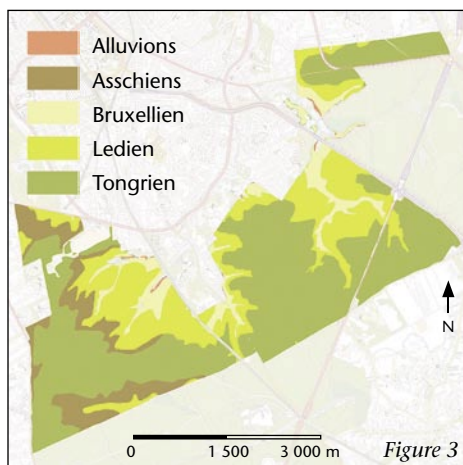 Alluvions
Asschiens
Bruxellien
Ledien
Tongrien
N
0 1 500 3 000 m
Figure 3